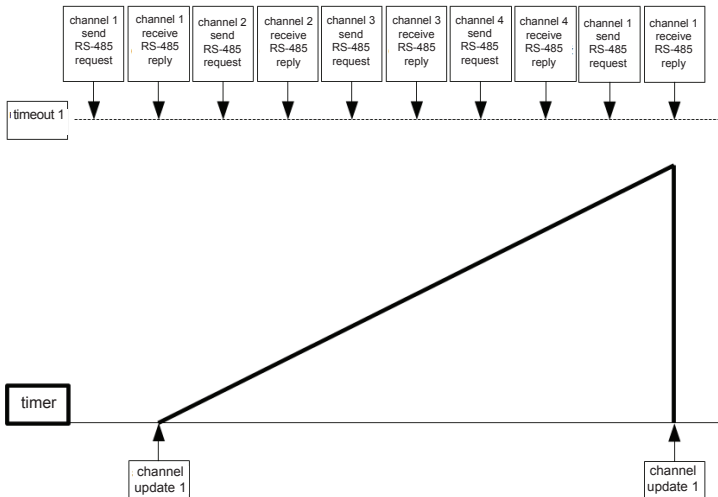 channel 1
send
RS-485
request
channel 1
receive
RS-485
reply
channel 2
send
RS-485
request
channel 2
receive
RS-485
reply
channel 3
send
RS-485
request
channel 3
receive
RS-485
reply
channel 4
send
RS-485
request
channel 4
receive
RS-485
reply
channel 1
send
RS-485
request
channel 1
receive
RS-485
reply
timeout 1
timer
channel
update 1
channel
update 1